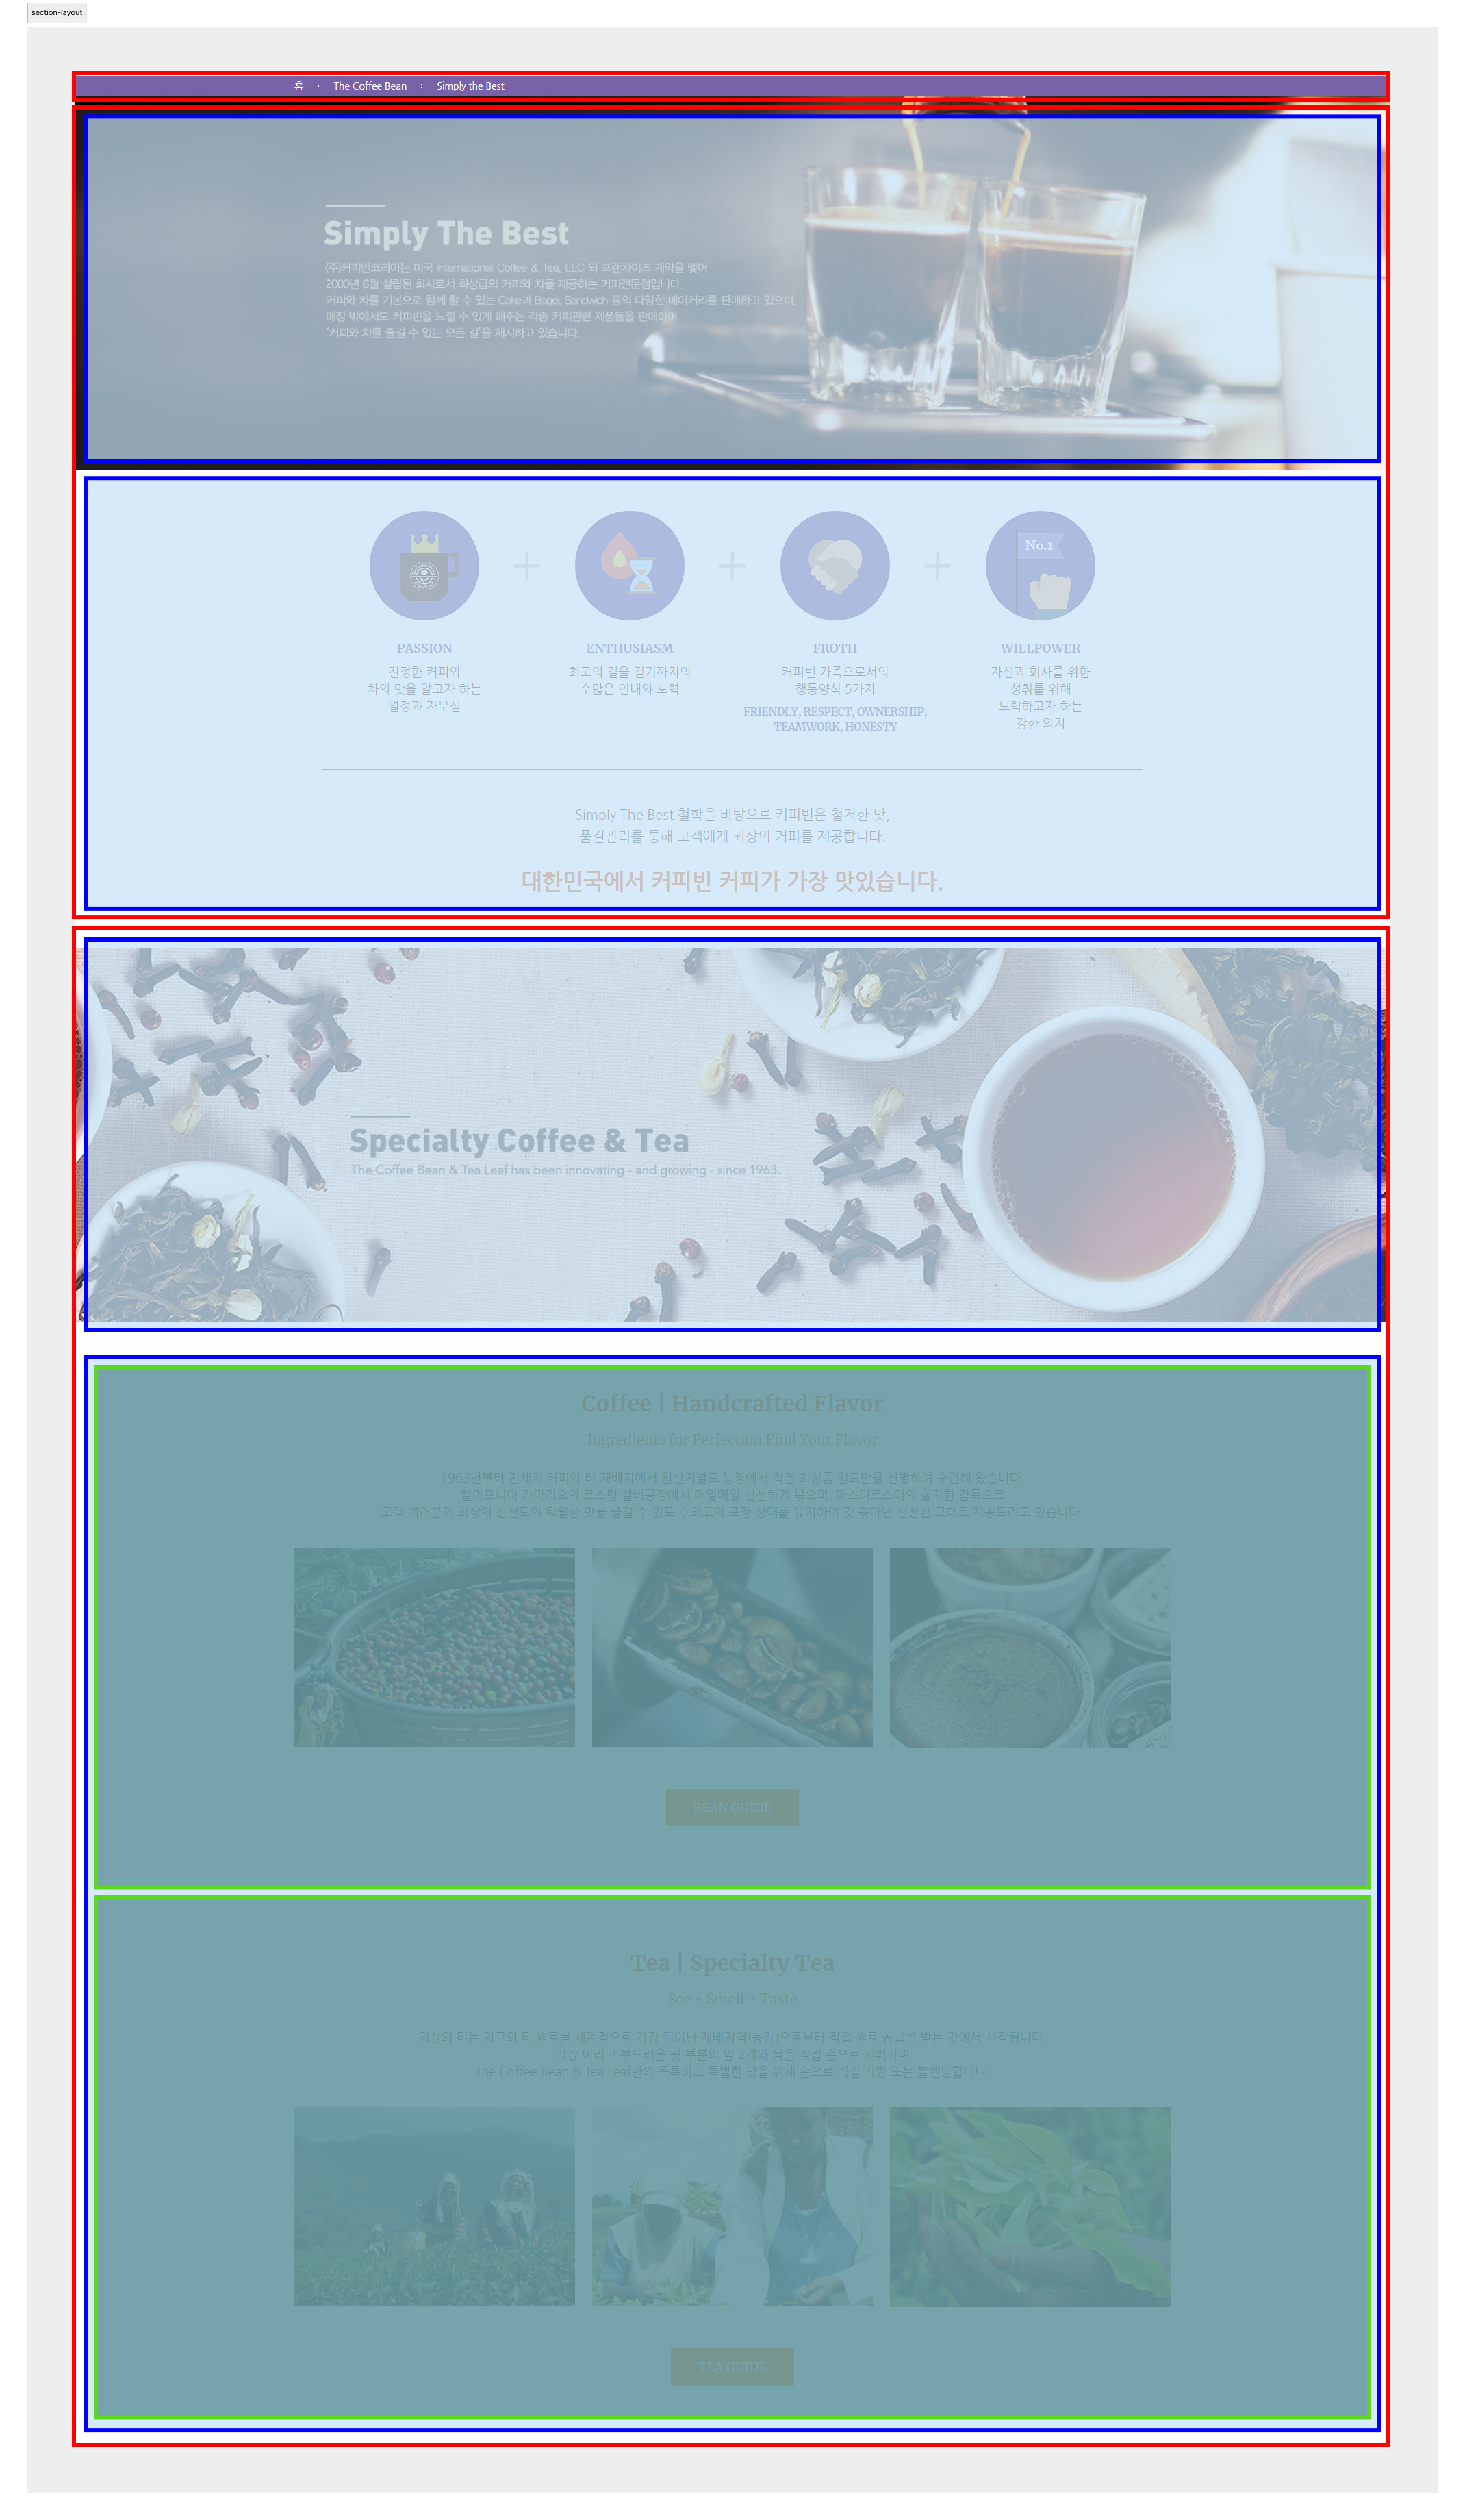 section-layout
홈 > The Coffee Bean > Simply the Best
Simply The Best
(주)커피빈코리아는 미국 International Coffee & Tea, LLC 와 프랜차이즈 계약을 맺어
2000년 6월 설립된 회사로서 최상급의 커피와 차를 제공하는 커피전문점입니다.
커피와 차를 기본으로 함께 할 수 있는 Cake과 Bagel, Sandwich 등의 다양한 베이커리를 판매하고 있으며,
매장 밖에서도 커피빈을 느낄 수 있게 해주는 각종 커피관련 제품들을 판매하여
"커피와 차를 즐길 수 있는 모든 길"을 제시하고 있습니다.
No.1
PASSION
진정한 커피와
차의 맛을 알고자 하는
열정과 자부심
ENTHUSIASM
최고의 길을 걷기까지의
수많은 인내와 노력
FROTH
커피빈 가족으로서의
행동양식 5가지
FRIENDLY, RESPECT, OWNERSHIP,
TEAMWORK, HONESTY
WILLPOWER
자신과 회사를 위한
성취를 위해
노력하고자 하는
강한 의지
Simply The Best 철학을 바탕으로 커피빈은 철저한 맛,
품질관리를 통해 고객에게 최상의 커피를 제공합니다.
대한민국에서 커피빈 커피가 가장 맛있습니다.
Specialty Coffee & Tea
The Coffee Bean & Tea Leaf has been innovating - and growing - since 1963.
Coffee | Handcrafted Flavor
Ingredients for Perfection Find Your Flavor
1963년부터 전세계 커피와 티 재배지에서 원산지별로 농장에서 직접 최상품 원료만을 선별하여 수입해 왔습니다.
캘리포니아 카마리요의 로스팅 설비공장에서 매일매일 신선하게 볶으며, 마스터로스터의 철저한 감독으로
고객 여러분께 최상의 신선도와 탁월한 맛을 즐길 수 있도록 최고의 포장 상태를 유지하여 갓 볶아낸 신선함 그대로 제공드리고 있습니다.
BEAN GUIDE
Tea | Specialty Tea
See + Smell + Taste
최상의 티는 최고의 티 원료를 세계적으로 가장 뛰어난 재배지역(농장)으로부터 직접 원료 공급을 받는 것에서 시작됩니다.
가장 어리고 부드러운 윗 부분의 잎 2개와 싹을 직접 손으로 채취하며
The Coffee Bean & Tea Leaf만의 독특하고 특별한 맛을 위해 손으로 직접 가향 또는 블렌딩합니다.
TEA GUIDE